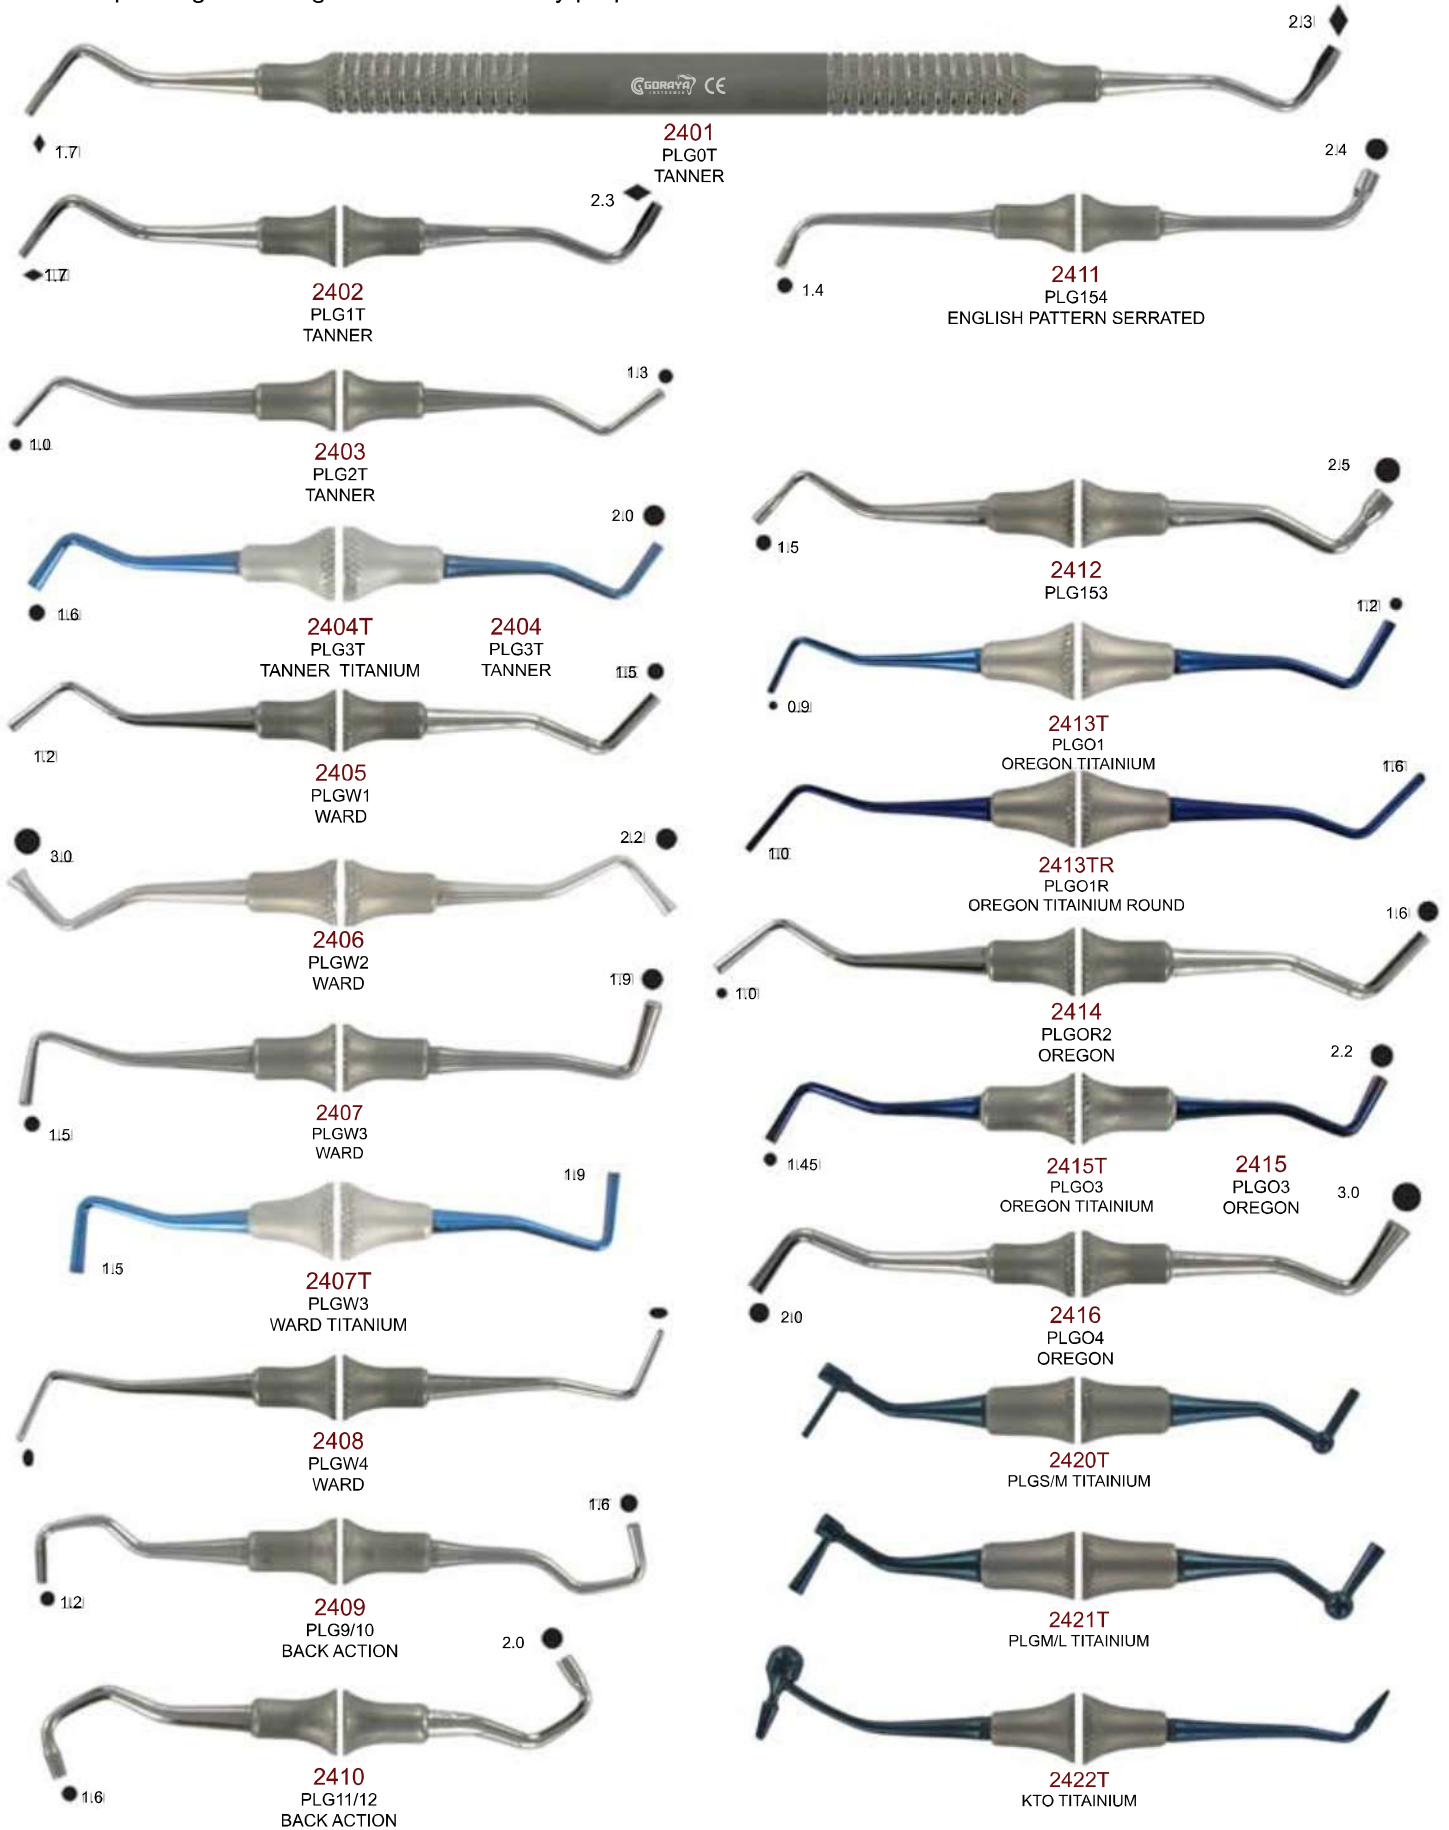 2.3
GORAYA CE
INSTRUMENT
1.7
2401
PLG0T
TANNER
2.3
1.7
2402
PLG1T
TANNER
2.4
1.4
2411
PLG154
ENGLISH PATTERN SERRATED
1.3
1.0
2403
PLG2T
TANNER
2.5
1.5
2412
PLG153
2.0
1.6
2404T
PLG3T
TANNER TITANIUM
2404
PLG3T
TANNER
1.2
0.9
2413T
PLGO1
OREGON TITAINIUM
1.5
1.2
2405
PLGW1
WARD
1.6
1.0
2413TR
PLGO1R
OREGON TITAINIUM ROUND
3.0
2.2
2406
PLGW2
WARD
1.6
1.0
2414
PLGOR2
OREGON
1.9
1.5
2407
PLGW3
WARD
2.2
1.45
2415T
PLGO3
OREGON TITAINIUM
2415
PLGO3
OREGON
1.9
1.5
2407T
PLGW3
WARD TITANIUM
3.0
2.0
2416
PLGO4
OREGON
2408
PLGW4
WARD
2420T
PLGS/M TITAINIUM
1.6
1.2
2409
PLG9/10
BACK ACTION
2421T
PLGM/L TITAINIUM
2.0
1.6
2410
PLG11/12
BACK ACTION
2422T
KTO TITAINIUM